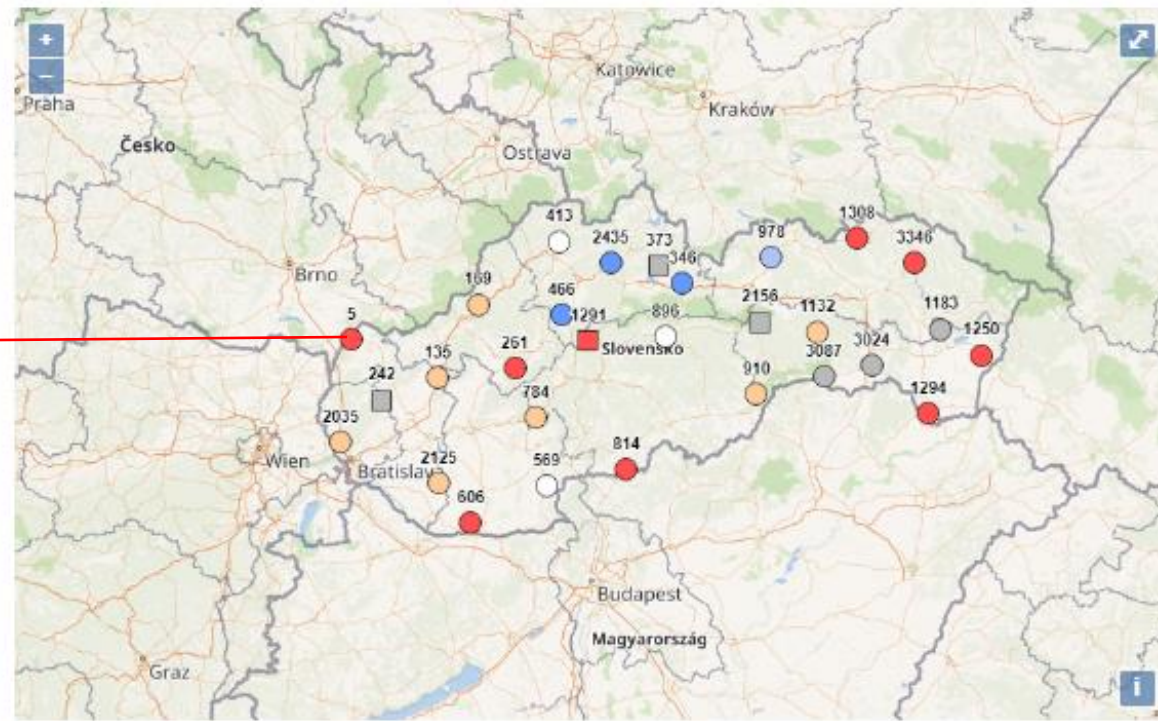 +
−
Praha
Katowice
Kraków
Česko
Ostrava
413
2435
373
978
1308
3346
346
Brno
169
466
1291
2156
896
1132
1183
5
261
Slovensko
3087
3024
1250
135
242
784
910
1294
2035
814
Wien
Bratislava
2125
569
606
Budapest
Magyarország
Graz
i